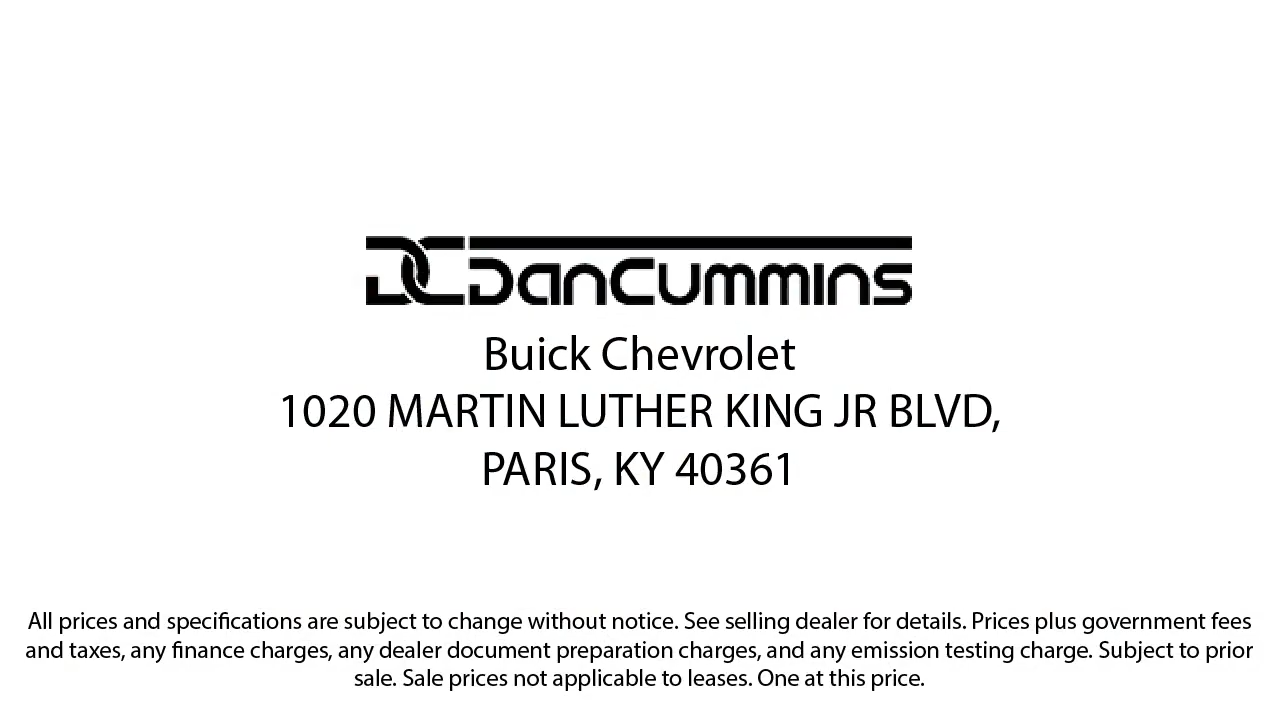 DC DanCummins
Buick Chevrolet
1020 MARTIN LUTHER KING JR BLVD,
PARIS, KY 40361
All prices and specifications are subject to change without notice. See selling dealer for details. Prices plus government fees
and taxes, any finance charges, any dealer document preparation charges, and any emission testing charge. Subject to prior
sale. Sale prices not applicable to leases. One at this price.